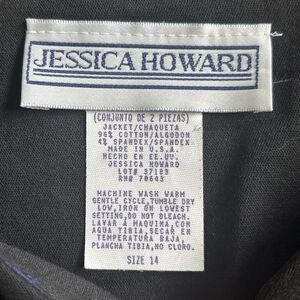 JESSICA HOWARD
(CONJUNTO DE 2 PIEZAS)
JACKET/CHAQUETA
96% COTTON/ALGODON
4% SPANDEX/SPANDEX
MADE IN U.S.A.
HECHO EN EE.UU.
JESSICA HOWARD
LOT# 37183
RN# 70643
MACHINE WASH WARM
GENTLE CYCLE,TUMBLE DRY
LOW,IRON ON LOWEST
SETTING,DO NOT BLEACH.
LAVAR A MAQUINA,CON
AGUA TIBIA,SECAR EN
TEMPERATURA BAJA,
PLANCHA TIBIA,NO CLORO.
SIZE 14